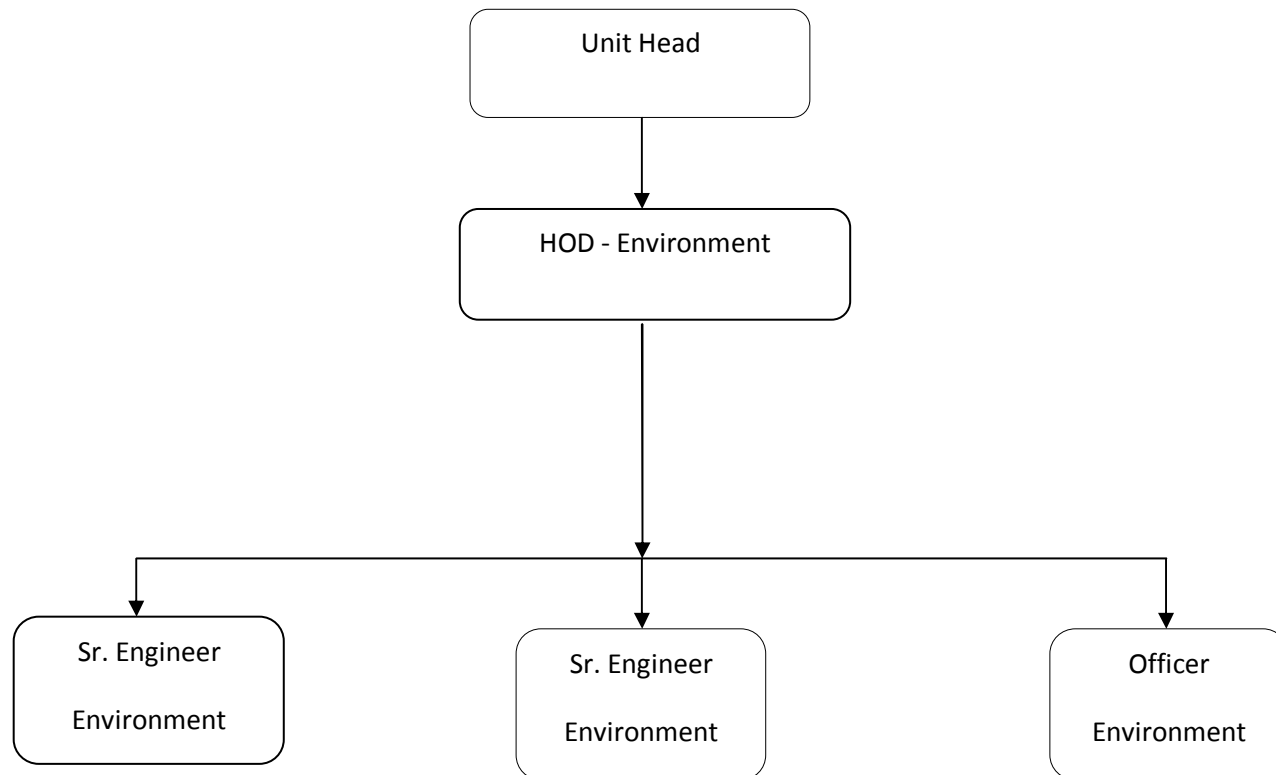 Unit Head
HOD - Environment
Sr. Engineer
Environment
Sr. Engineer
Environment
Officer
Environment